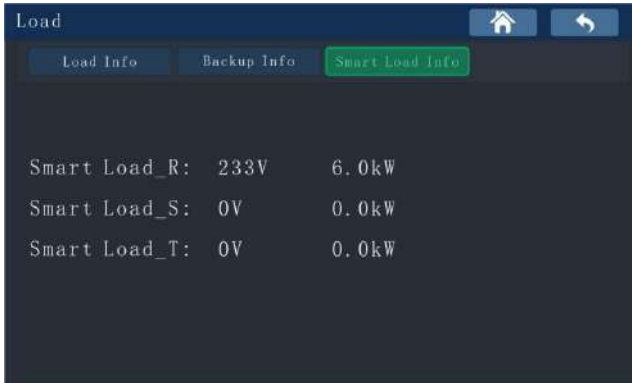 Load
Load Info Backup Info Smart Load Info
Smart Load_R: 233V 6.0kW
Smart Load_S: 0V 0.0kW
Smart Load_T: 0V 0.0kW